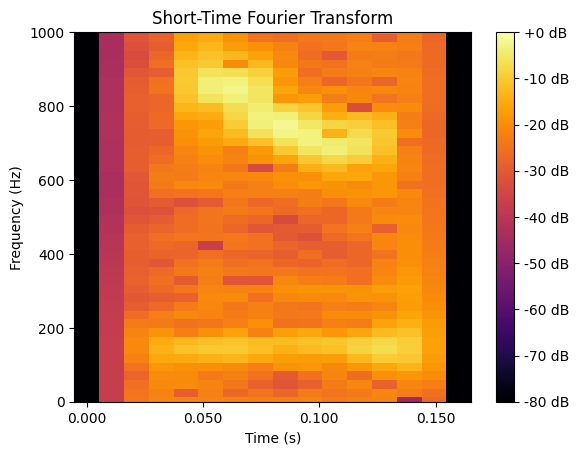 Short-Time Fourier Transform
1000
800
600
400
200
0
Frequency (Hz)
0.000
0.050
0.100
0.150
Time (s)
+0 dB
-10 dB
-20 dB
-30 dB
-40 dB
-50 dB
-60 dB
-70 dB
-80 dB